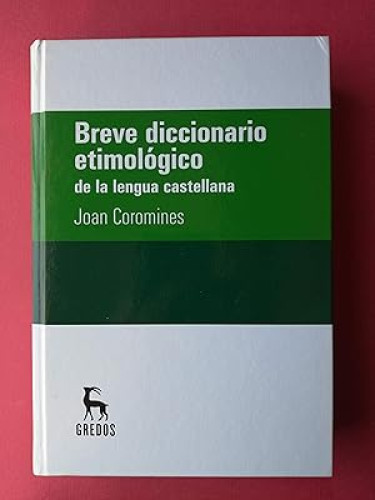 Breve diccionario
etimológico
de la lengua castellana
Joan Coromines
GREDOS